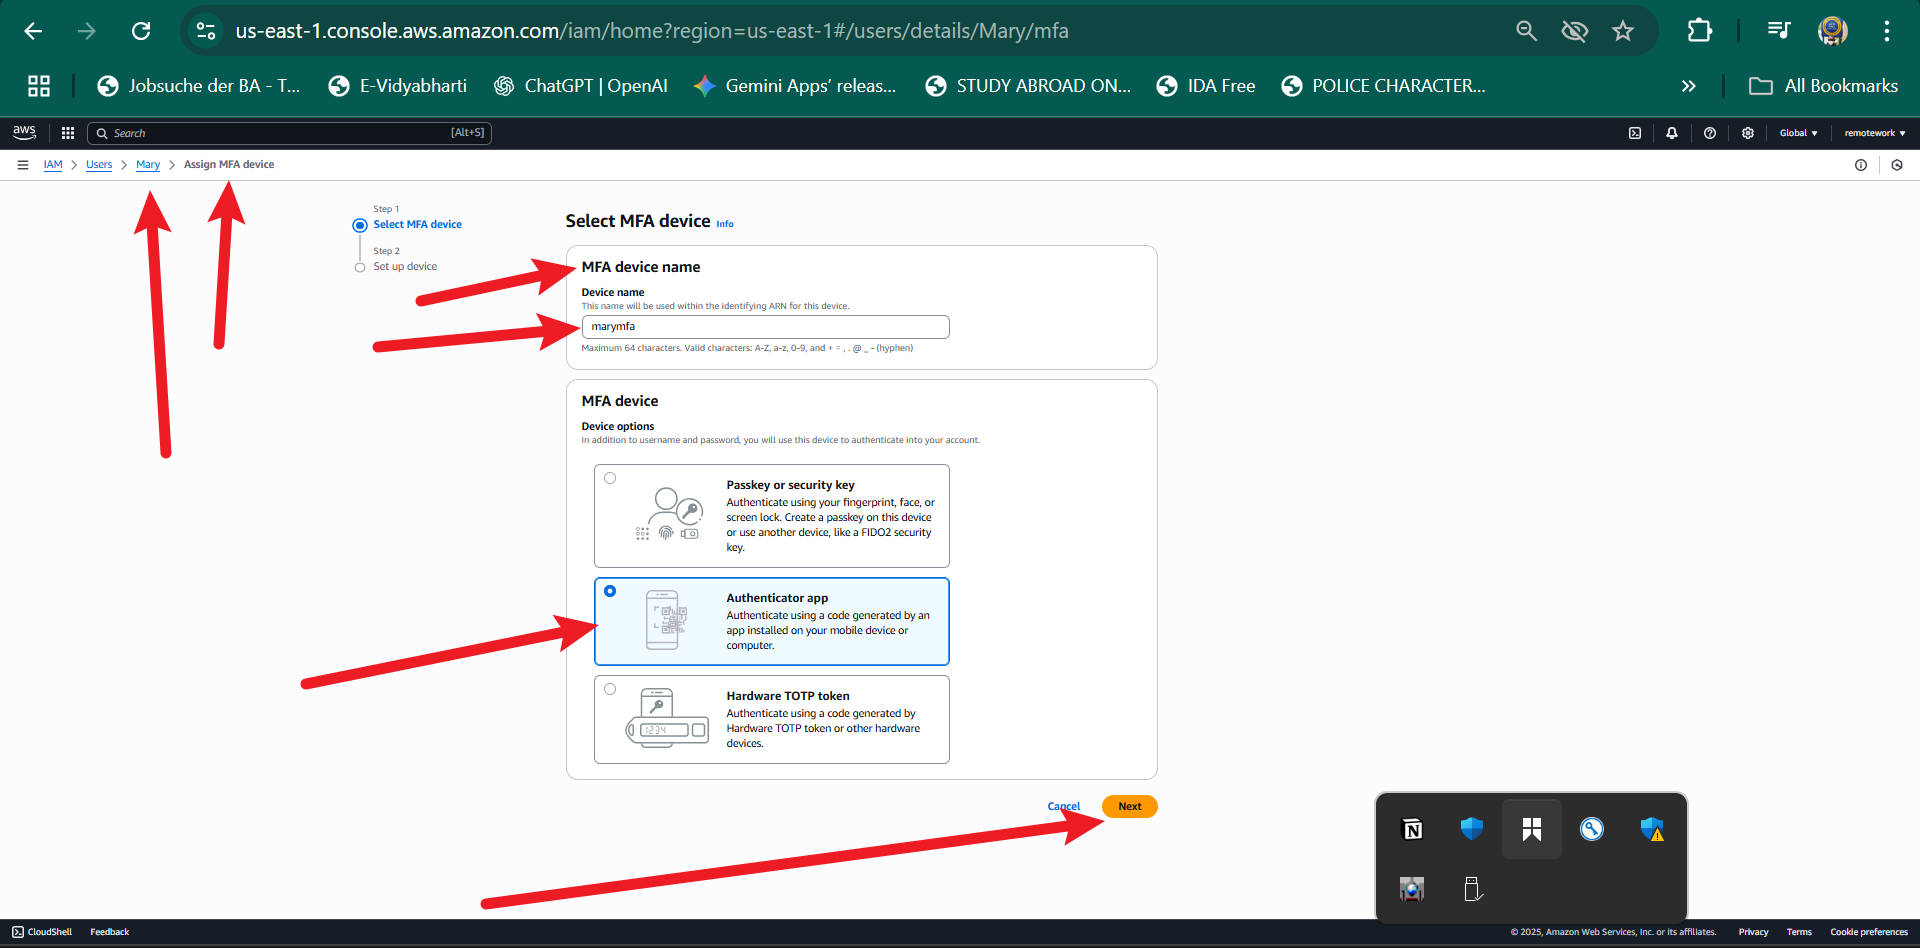 us-east-1.console.aws.amazon.com/iam/home?region=us-east-1#/users/details/Mary/mfa
Jobsuche der BA - T...
E-Vidyabharti
ChatGPT | OpenAI
Gemini Apps' releas...
STUDY ABROAD ON...
IDA Free
POLICE CHARACTER...
All Bookmarks
aws
Search
[Alt+S]
Global
remotework
IAM > Users > Mary > Assign MFA device
Step 1
Select MFA device
Step 2
Set up device
Select MFA device Info
MFA device name
Device name
This name will be used within the identifying ARN for this device.
marymfa
Maximum 64 characters. Valid characters: A-Z, a-z, 0-9, and + = , . @ _ - (hyphen)
MFA device
Device options
In addition to username and password, you will use this device to authenticate into your account.
Passkey or security key
Authenticate using your fingerprint, face, or
screen lock. Create a passkey on this device
or use another device, like a FIDO2 security
key.
Authenticator app
Authenticate using a code generated by an
app installed on your mobile device or
computer.
1234
Hardware TOTP token
Authenticate using a code generated by
Hardware TOTP token or other hardware
devices.
Cancel
Next
N
CloudShell
Feedback
© 2025, Amazon Web Services, Inc. or its affiliates.
Privacy
Terms
Cookie preferences